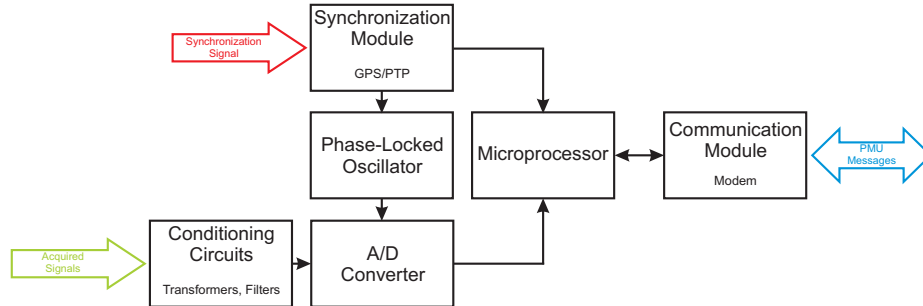 Synchronization
Module
GPS/PTP
Synchronization
Signal
Phase-Locked
Oscillator
Microprocessor
Communication
Module
Modem
PMU
Messages
Conditioning
Circuits
Transformers, Filters
Acquired
Signals
A/D
Converter